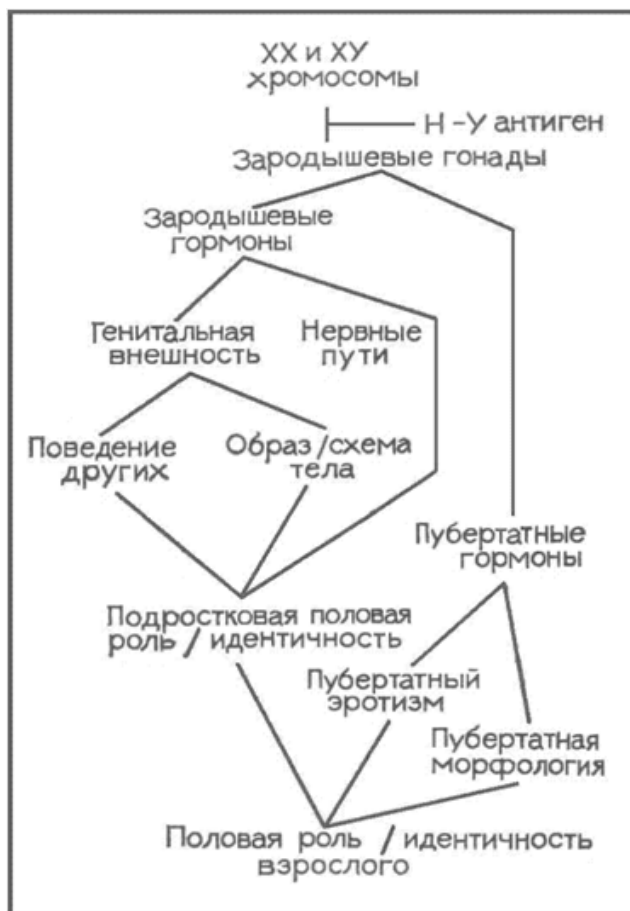 XX и XY
хромосомы
H-Y антиген
Зародышевые гонады
Зародышевые
гормоны
Генитальная
внешность
Нервные
пути
Поведение
других
Образ/схема
тела
Пубертатные
гормоны
Подростковая половая
роль / идентичность
Пубертатный
эротизм
Пубертатная
морфология
Половая роль / идентичность
взрослого